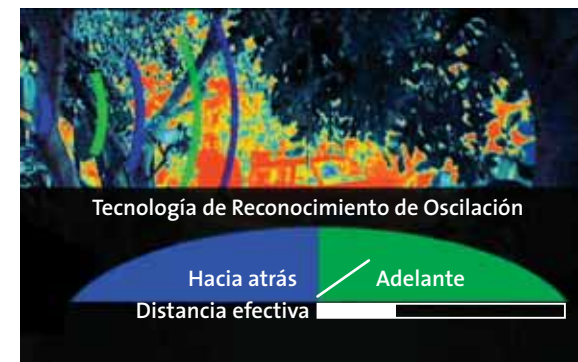 Tecnología de Reconocimiento de Oscilación
Hacia atrás Adelante
Distancia efectiva